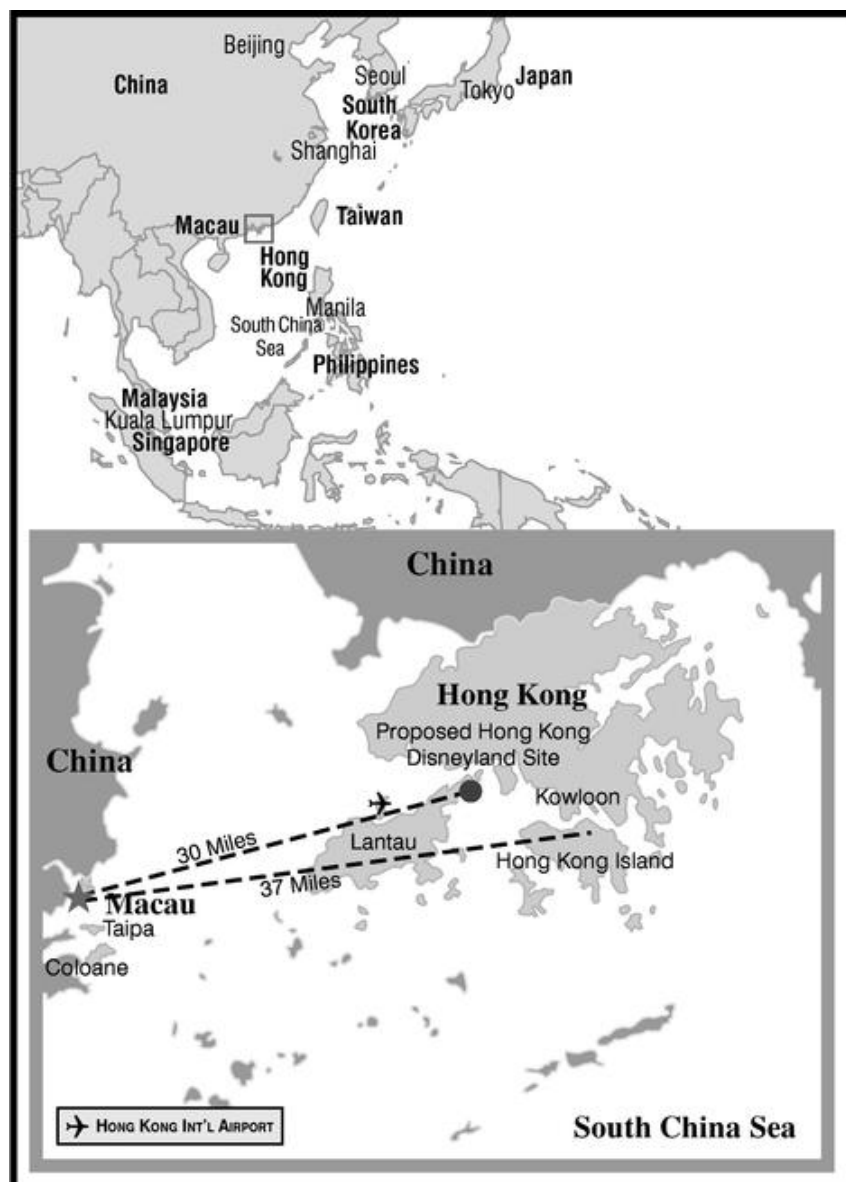 Beijing
China
Seoul
Japan
Tokyo
South
Korea
Shanghai
Macau
Taiwan
Hong
Kong
Manila
South China
Sea
Philippines
Malaysia
Kuala Lumpur
Singapore
China
Hong Kong
Proposed Hong Kong
Disneyland Site
China
Kowloon
30 Miles
Lantau
Hong Kong Island
37 Miles
Macau
Taipa
Coloane
HONG KONG INT'L AIRPORT
South China Sea